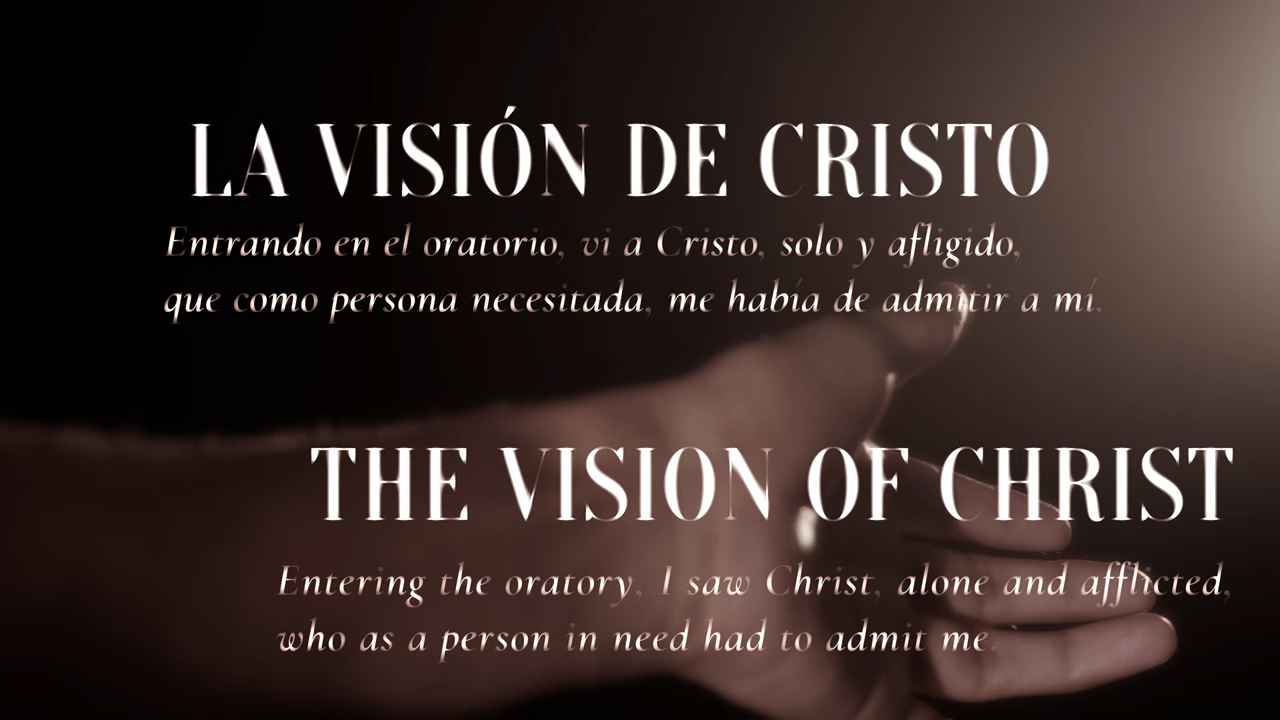 LA VISIÓN DE CRISTO
Entrando en el oratorio, vi a Cristo, solo y afligido,
que como persona necesitada, me había de admitir a mí.
THE VISION OF CHRIST
Entering the oratory, I saw Christ, alone and afflicted,
who as a person in need had to admit me.